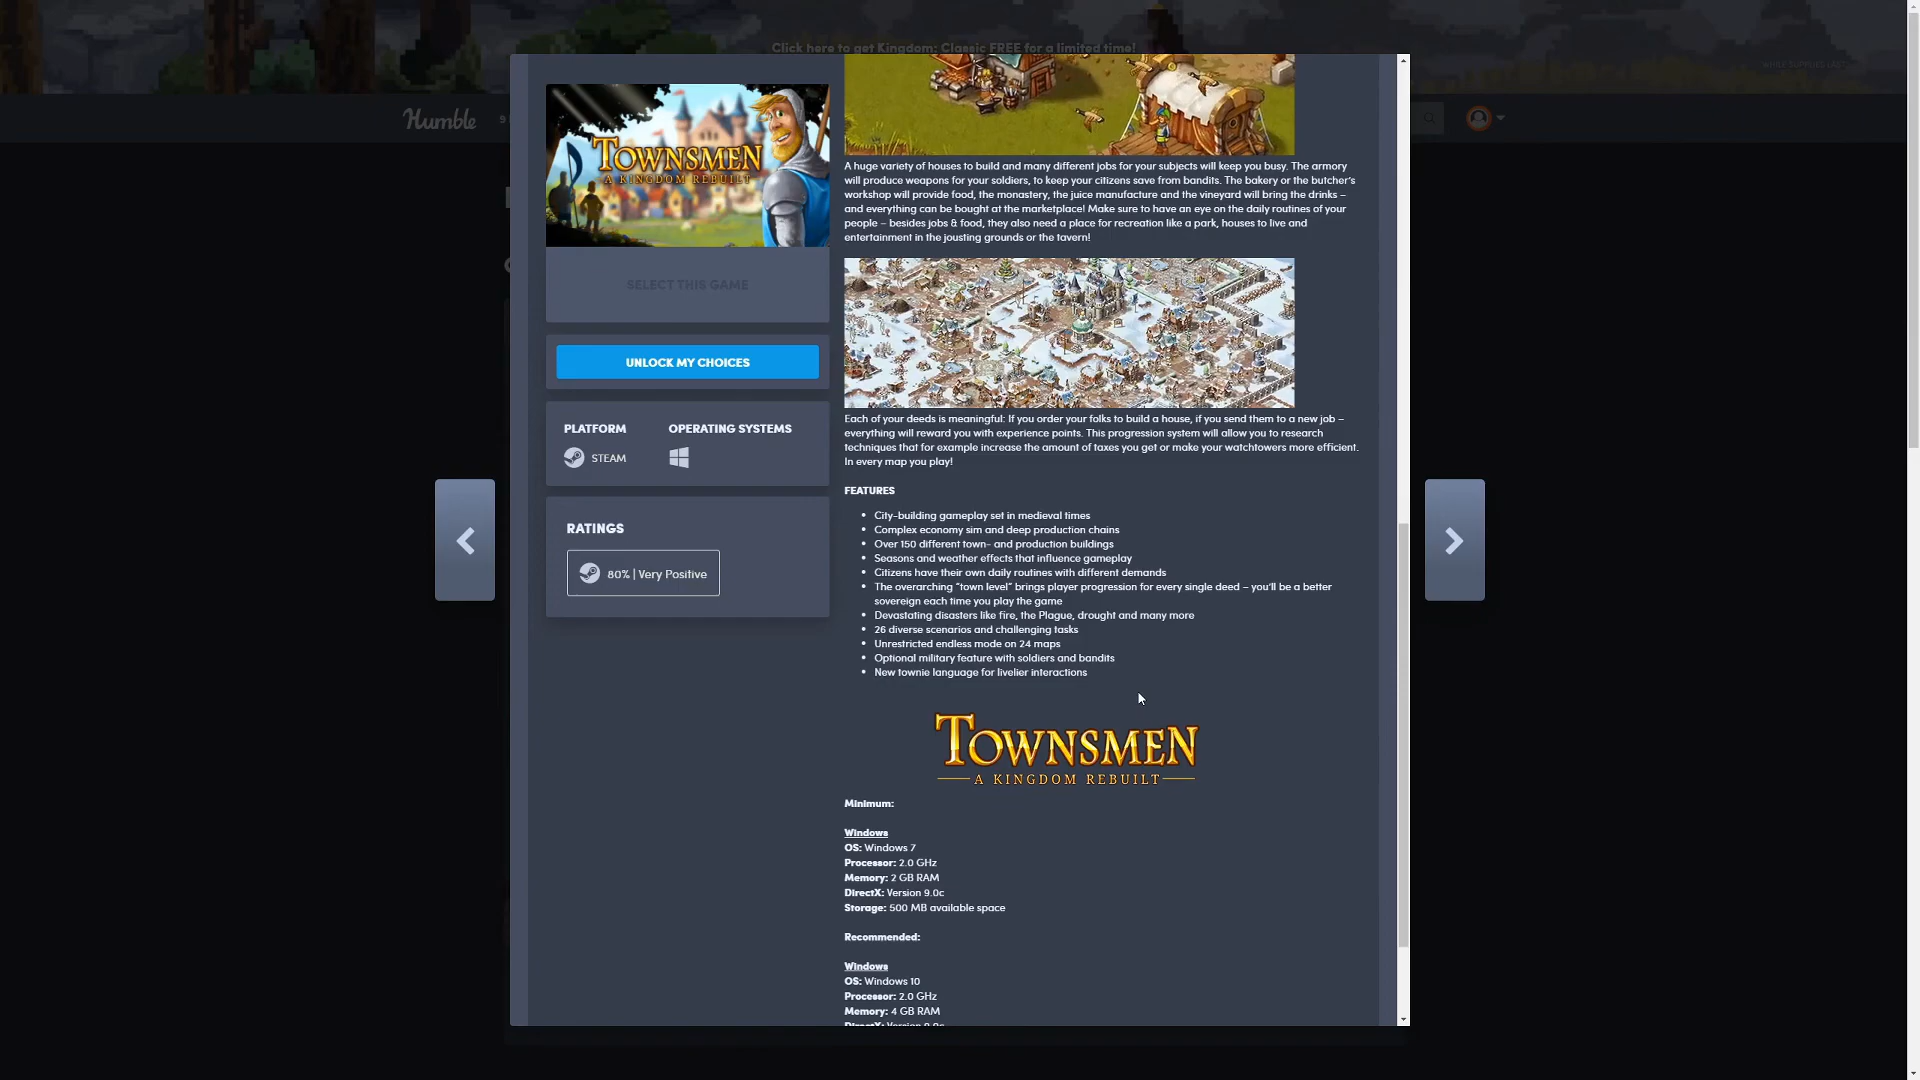 Click here to get Kingdom: Classic FREE for a limited time!
Humble
TOWNSMEN
A KINGDOM REBUILT
SELECT THIS GAME
UNLOCK MY CHOICES
PLATFORM
OPERATING SYSTEMS
STEAM
RATINGS
80% | Very Positive
A huge variety of houses to build and many different jobs for your subjects will keep you busy. The armory
will produce weapons for your soldiers, to keep your citizens save from bandits. The bakery or the butcher's
workshop will provide food, the monastery, the juice manufacture and the vineyard will bring the drinks –
and everything can be bought at the marketplace! Make sure to have an eye on the daily routines of your
people – besides jobs & food, they also need a place for recreation like a park, houses to live and
entertainment in the jousting grounds or the tavern!
Each of your deeds is meaningful: If you order your folks to build a house, if you send them to a new job –
everything will reward you with experience points. This progression system will allow you to research
techniques that for example increase the amount of taxes you get or make your watchtowers more efficient.
In every map you play!
FEATURES
• City-building gameplay set in medieval times
• Complex economy sim and deep production chains
• Over 150 different town- and production buildings
• Seasons and weather effects that influence gameplay
• Citizens have their own daily routines with different demands
• The overarching “town level” brings player progression for every single deed – you’ll be a better
sovereign each time you play the game
• Devastating disasters like fire, the Plague, drought and many more
• 26 diverse scenarios and challenging tasks
• Unrestricted endless mode on 24 maps
• Optional military feature with soldiers and bandits
• New townie language for livelier interactions
TOWNSMEN
A KINGDOM REBUILT
Minimum:
Windows
OS: Windows 7
Processor: 2.0 GHz
Memory: 2 GB RAM
DirectX: Version 9.0c
Storage: 500 MB available space
Recommended:
Windows
OS: Windows 10
Processor: 2.0 GHz
Memory: 4 GB RAM
DirectX: Version 9.0c